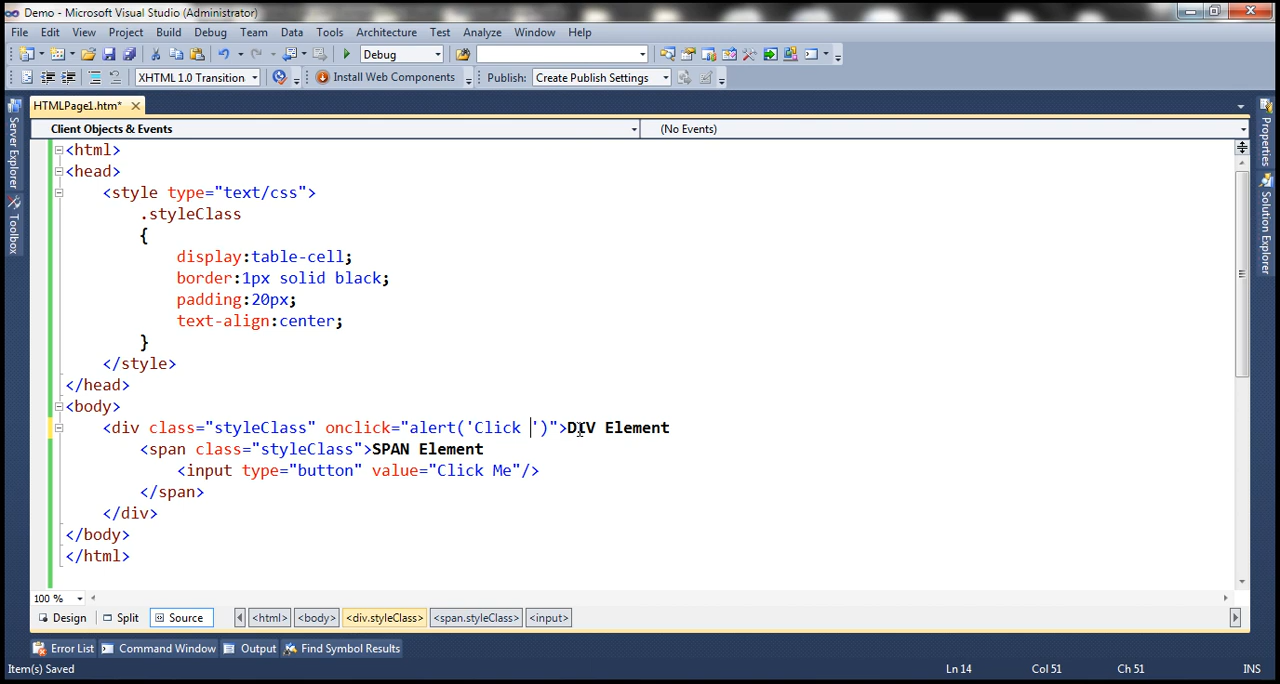 Demo - Microsoft Visual Studio (Administrator)
File Edit View Project Build Debug Team Data Tools Architecture Test Analyze Window Help
Debug
XHTML 1.0 Transition Install Web Components Publish: Create Publish Settings
HTMLPage1.htm*
Client Objects & Events (No Events)
Server Explorer
Toolbox
Properties
Solution Explorer
<html>
<head>
<style type="text/css">
.styleClass
{
display:table-cell;
border:1px solid black;
padding:20px;
text-align:center;
}
</style>
</head>
<body>
<div class="styleClass" onclick="alert('Click ')">DIV Element
<span class="styleClass">SPAN Element
<input type="button" value="Click Me"/>
</span>
</div>
</body>
</html>
100 %
Design Split Source <html> <body> <div.styleClass> <span.styleClass> <input>
Error List Command Window Output Find Symbol Results
Item(s) Saved Ln 14 Col 51 Ch 51 INS